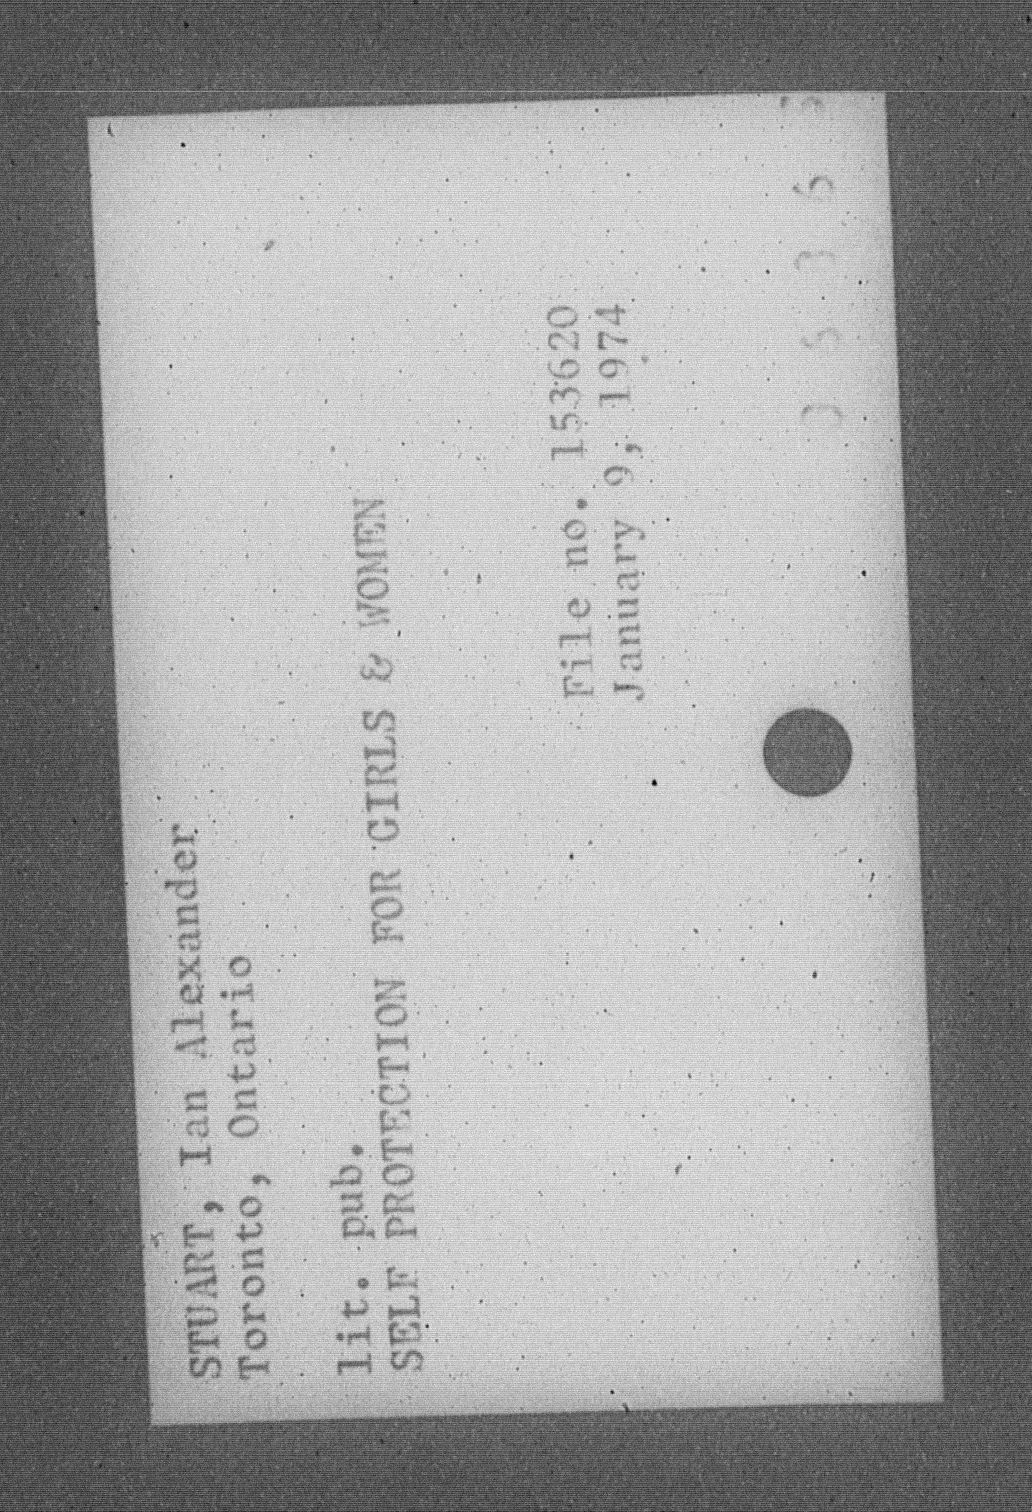 STUART, Ian Alexander
Toronto, Ontario
lit. pub.
SELF PROTECTION FOR GIRLS & WOMEN
File no. 153620
January 9, 1974